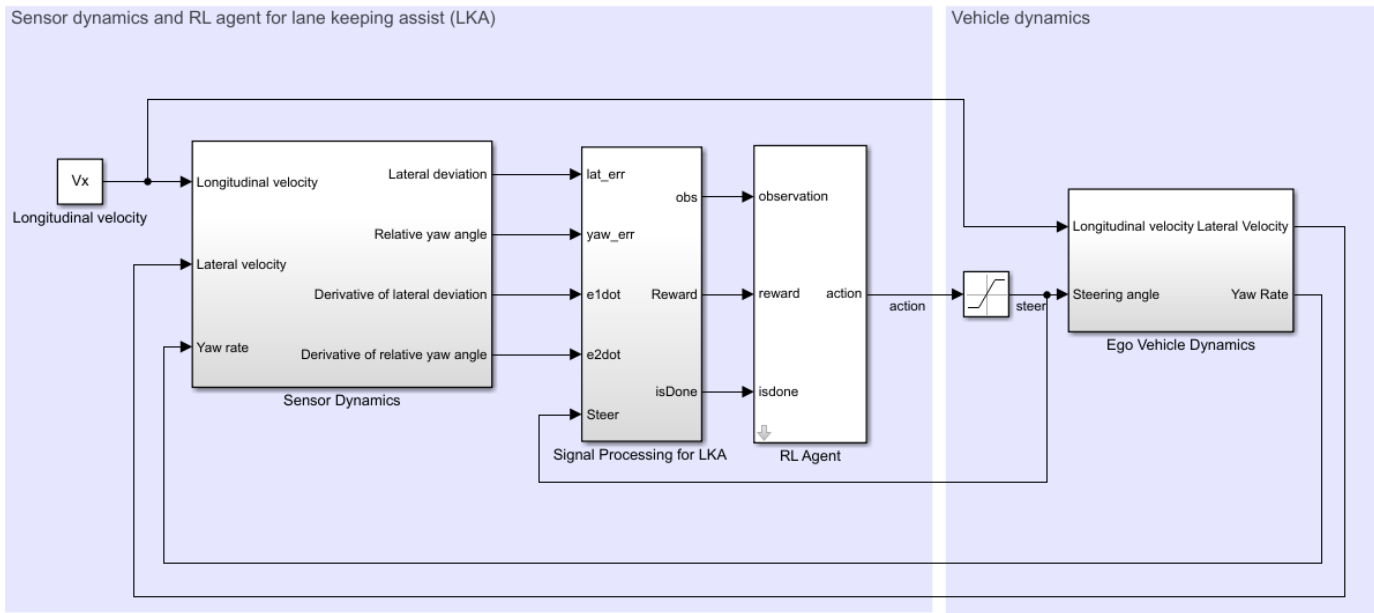 Sensor dynamics and RL agent for lane keeping assist (LKA)
Vehicle dynamics
Vx
Longitudinal velocity
Longitudinal velocity
Lateral velocity
Yaw rate
Lateral deviation
Relative yaw angle
Derivative of lateral deviation
Derivative of relative yaw angle
Sensor Dynamics
lat_err
yaw_err
e1dot
e2dot
Steer
obs
Reward
isDone
Signal Processing for LKA
observation
reward
isdone
action
RL Agent
action
steer
Longitudinal velocity Lateral Velocity
Steering angle Yaw Rate
Ego Vehicle Dynamics